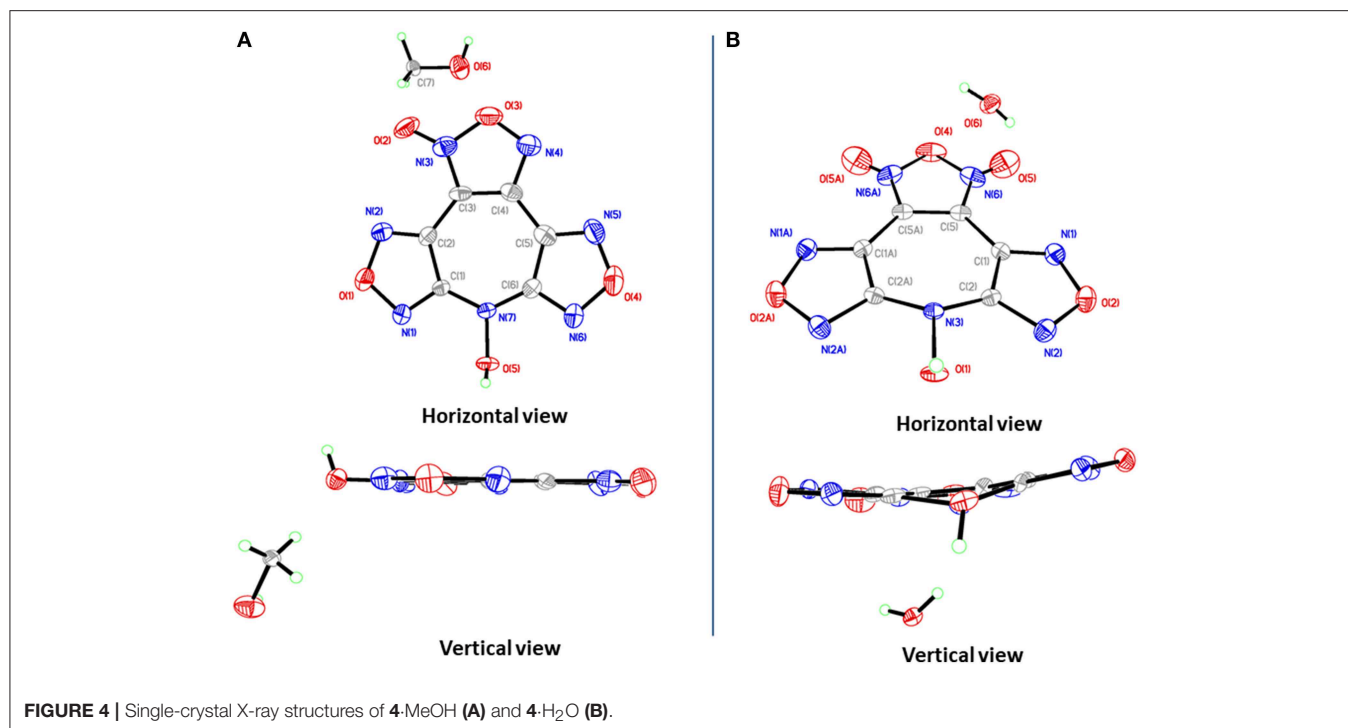 A
O(6)
C(7)
O(3)
O(2)
N(3)
N(4)
C(3)
C(4)
N(2)
N(5)
C(2)
C(5)
O(1)
C(1)
C(6)
O(4)
N(1)
N(7)
N(6)
O(5)
Horizontal view
Vertical view
B
O(6)
O(4)
O(5A)
O(5)
N(6A)
N(6)
C(5A)
C(5)
N(1A)
N(1)
C(1A)
C(1)
C(2A)
C(2)
O(2A)
O(2)
N(3)
N(2A)
N(2)
O(1)
Horizontal view
Vertical view
FIGURE 4 | Single-crystal X-ray structures of 4·MeOH (A) and 4·H₂O (B).